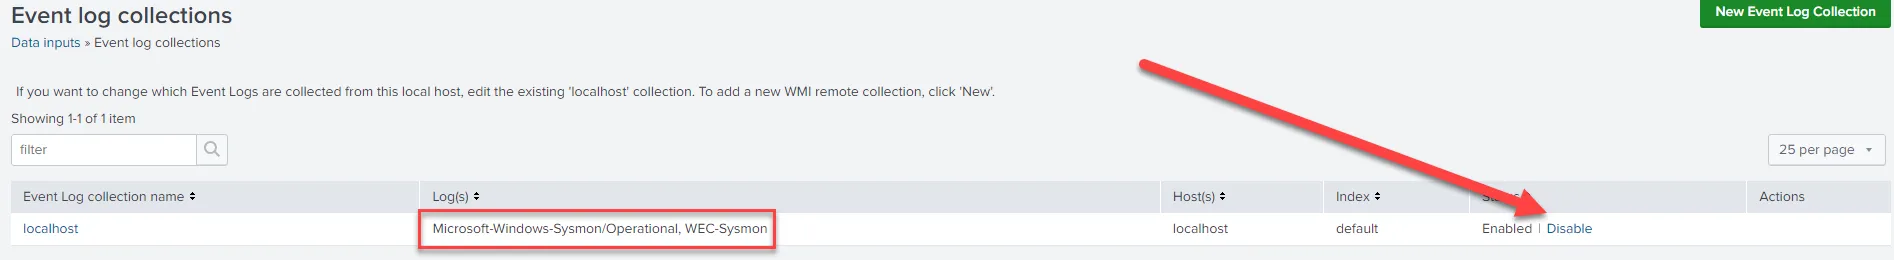 Event log collections
New Event Log Collection
Data inputs » Event log collections
If you want to change which Event Logs are collected from this local host, edit the existing 'localhost' collection. To add a new WMI remote collection, click 'New'.
Showing 1-1 of 1 item
filter
25 per page
Event Log collection name Log(s) Host(s) Index Actions
localhost Microsoft-Windows-Sysmon/Operational, WEC-Sysmon localhost default Enabled | Disable